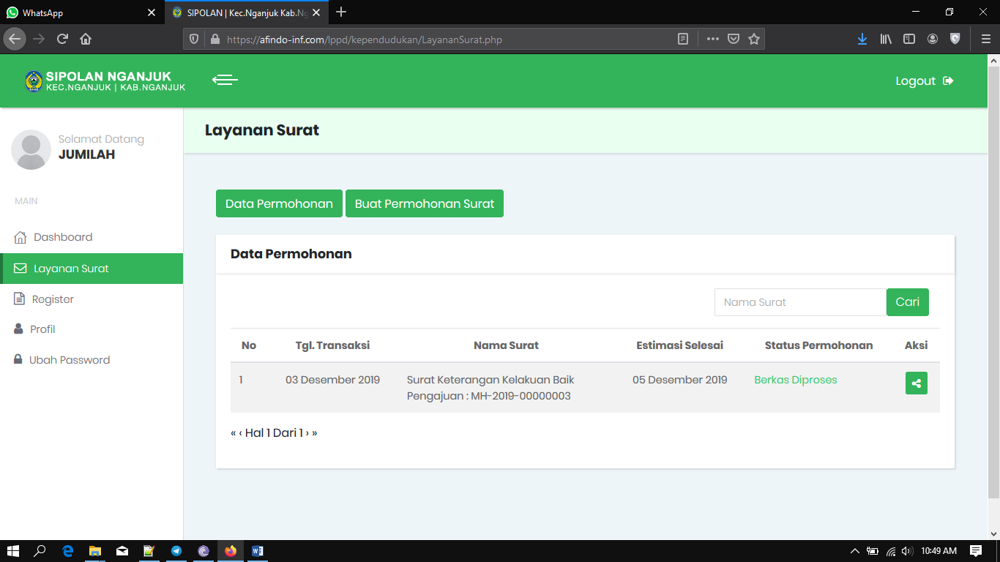 WhatsApp
SIPOLAN | Kec.Nganjuk Kab.Ng
https://afindo-inf.com/lppd/kependudukan/LayananSurat.php
SIPOLAN NGANJUK
KEC.NGANJUK | KAB.NGANJUK
Logout
Selamat Datang
JUMILAH
MAIN
Dashboard
Layanan Surat
Register
Profil
Ubah Password
Layanan Surat
Data Permohonan Buat Permohonan Surat
Data Permohonan
Nama Surat Cari
No Tgl. Transaksi Nama Surat Estimasi Selesai Status Permohonan Aksi
1 03 Desember 2019 Surat Keterangan Kelakuan Baik 05 Desember 2019 Berkas Diproses
Pengajuan : MH-2019-00000003
« ‹ Hal 1 Dari 1 › »
10:49 AM